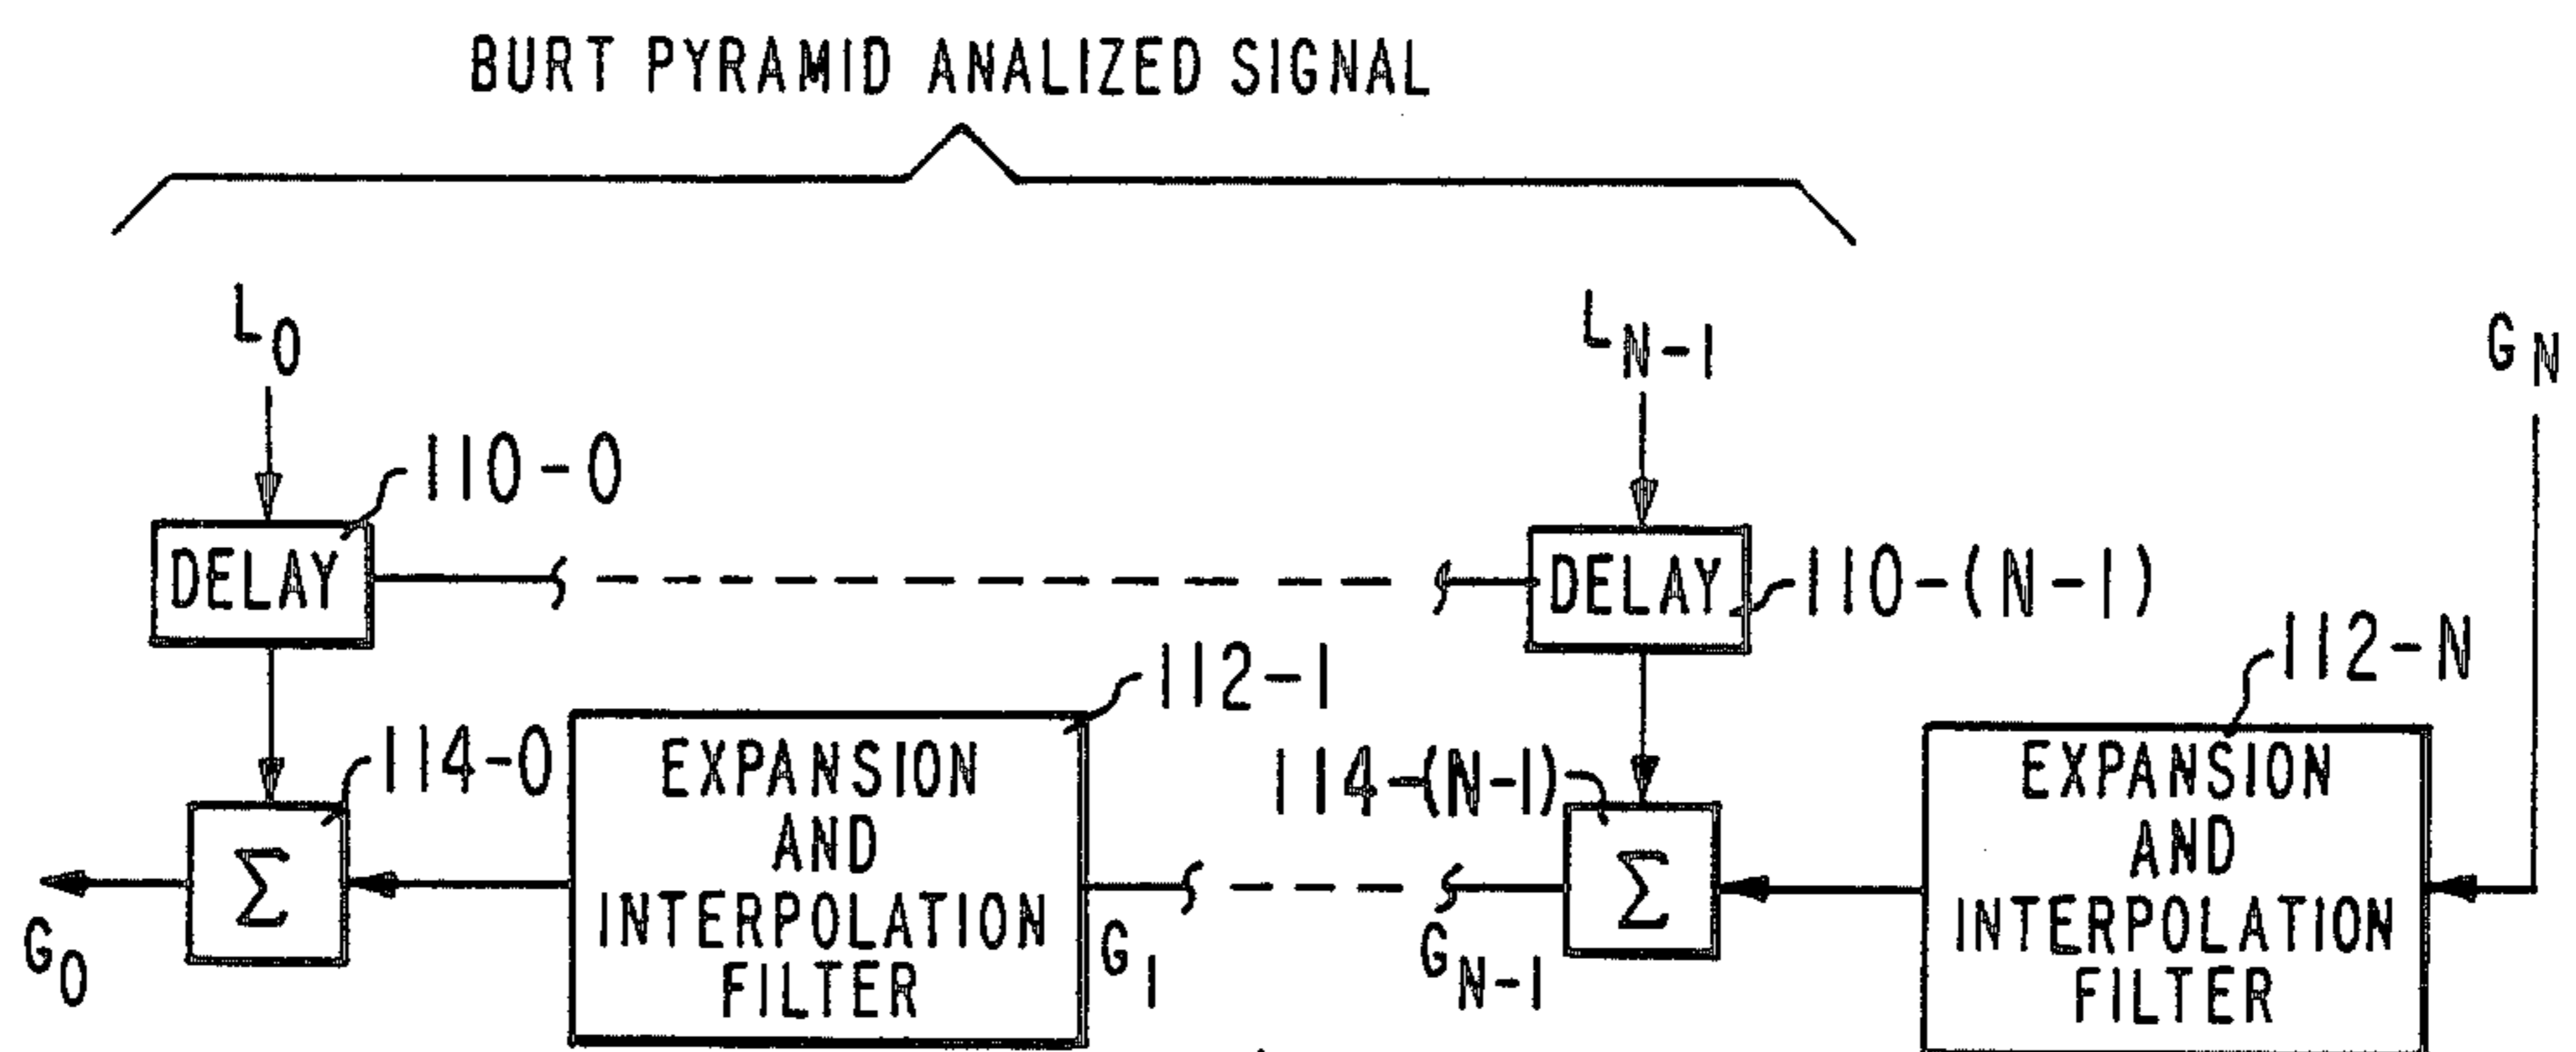 BURT PYRAMID ANALIZED SIGNAL
L0
LN-1
GN
110-0
DELAY
DELAY
110-(N-1)
112-1
112-N
114-0
114-(N-1)
Σ
EXPANSION
AND
INTERPOLATION
FILTER
Σ
EXPANSION
AND
INTERPOLATION
FILTER
G0
G1
GN-1